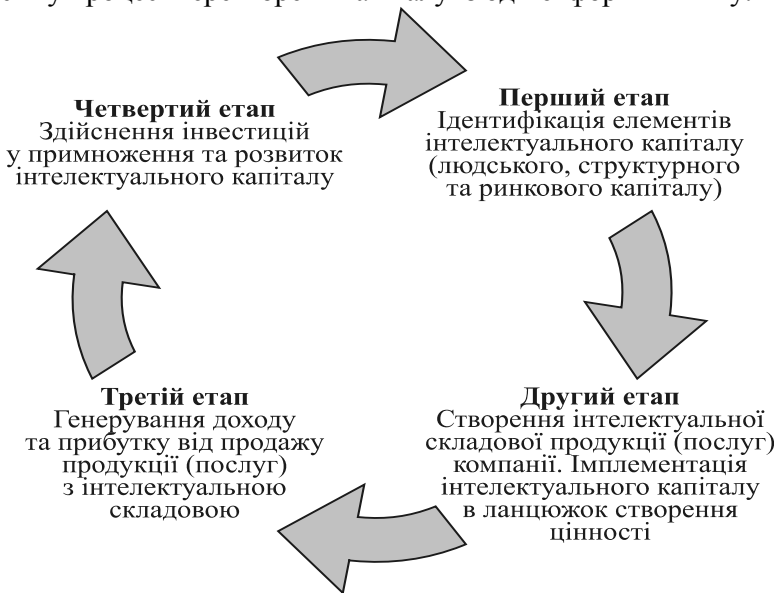 Четвертий етап
Здійснення інвестицій
у примноження та розвиток
інтелектуального капіталу
Перший етап
Ідентифікація елементів
інтелектуального капіталу
(людського, структурного
та ринкового капіталу)
Третій етап
Генерування доходу
та прибутку від продажу
продукції (послуг)
з інтелектуальною
складовою
Другий етап
Створення інтелектуальної
складової продукції (послуг)
компанії. Імплементація
інтелектуального капіталу
в ланцюжок створення
цінності